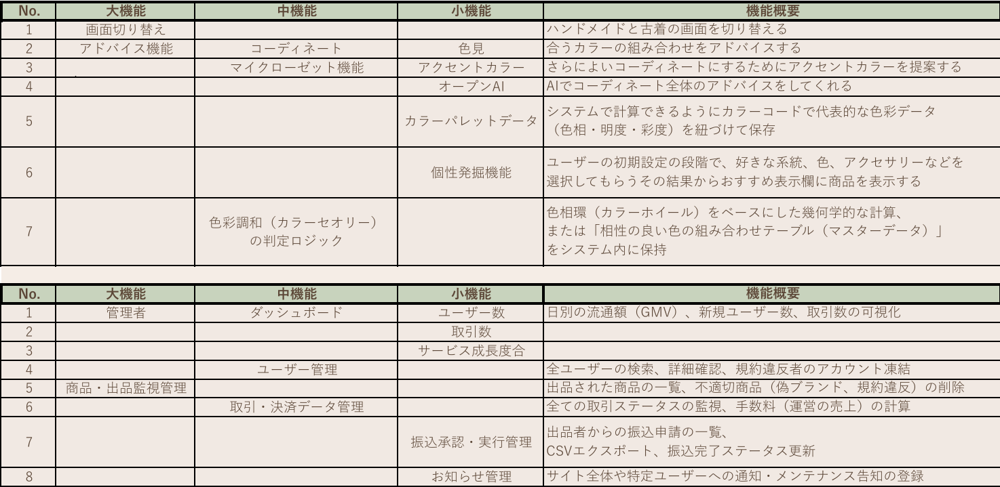 No. 大機能 中機能 小機能 機能概要
1 画面切り替え ハンドメイドと古着の画面を切り替える
2 アドバイス機能 コーディネート 色見 合うカラーの組み合わせをアドバイスする
3 マイクローゼット機能 アクセントカラー さらによいコーディネートにするためにアクセントカラーを提案する
4 オープンAI AIでコーディネート全体のアドバイスをしてくれる
5 カラーパレットデータ システムで計算できるようにカラーコードで代表的な色彩データ
（色相・明度・彩度）を紐づけて保存
6 個性発掘機能 ユーザーの初期設定の段階で、好きな系統、色、アクセサリーなどを
選択してもらうその結果からおすすめ表示欄に商品を表示する
7 色彩調和（カラーセオリー）
の判定ロジック
色相環（カラーホイール）をベースにした幾何学的な計算、
または「相性の良い色の組み合わせテーブル（マスターデータ）」
をシステム内に保持
No. 大機能 中機能 小機能 機能概要
1 管理者 ダッシュボード ユーザー数 日別の流通額（GMV）、新規ユーザー数、取引数の可視化
2 取引数
3 サービス成長度合
4 ユーザー管理 全ユーザーの検索、詳細確認、規約違反者のアカウント凍結
5 商品・出品監視管理 出品された商品の一覧、不適切商品（偽ブランド、規約違反）の削除
6 取引・決済データ管理 全ての取引ステータスの監視、手数料（運営の売上）の計算
7 振込承認・実行管理 出品者からの振込申請の一覧、
CSVエクスポート、振込完了ステータス更新
8 お知らせ管理 サイト全体や特定ユーザーへの通知・メンテナンス告知の登録